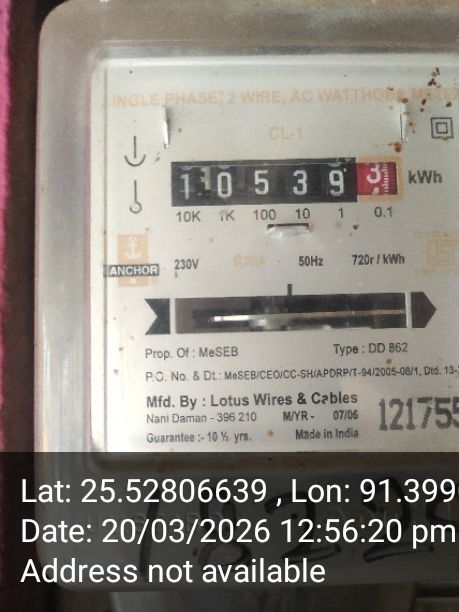 SINGLE PHASE, 2 WIRE, AC WATTHOUR METER
CL-1
1 0 5 3 9 3 kWh
10K 1K 100 10 1 0.1
ANCHOR
230V 50Hz 720r / kWh
Prop. Of : MeSEB Type : DD 862
P.O. No. & Dt.: MeSEB/CEO/CC-SH/APDRP/T-94/2005-06/1, Dtd. 13-
Mfd. By : Lotus Wires & Cables
Nani Daman - 396 210 M/YR - 07/06
Guarantee :- 10 ½ yrs. Made in India
121755
Lat: 25.52806639 , Lon: 91.399
Date: 20/03/2026 12:56:20 pm
Address not available